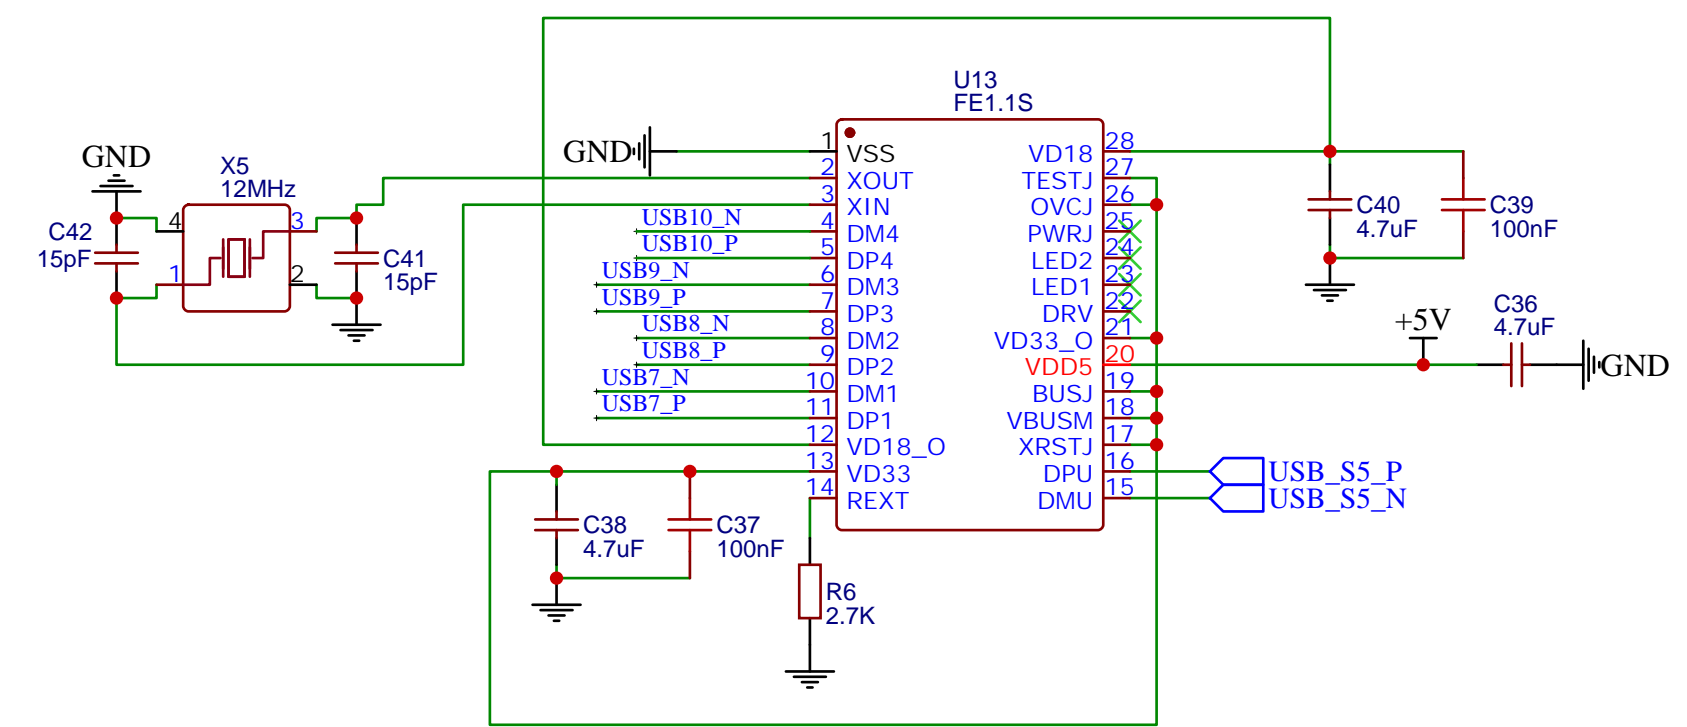 U13
FE1.1S
GND
X5
12MHz
4
3
1
2
C42
15pF
C41
15pF
GND
1
VSS
2
XOUT
3
XIN
USB10_N
4
DM4
USB10_P
5
DP4
USB9_N
6
DM3
USB9_P
7
DP3
USB8_N
8
DM2
USB8_P
9
DP2
USB7_N
10
DM1
USB7_P
11
DP1
12
VD18_O
13
VD33
14
REXT
28
VD18
27
TESTJ
26
OVCJ
25
PWRJ
24
LED2
23
LED1
22
DRV
21
VD33_O
20
VDD5
19
BUSJ
18
VBUSM
17
XRSTJ
16
DPU
15
DMU
USB_S5_P
USB_S5_N
C40
4.7uF
C39
100nF
+5V
C36
4.7uF
GND
C38
4.7uF
C37
100nF
R6
2.7K